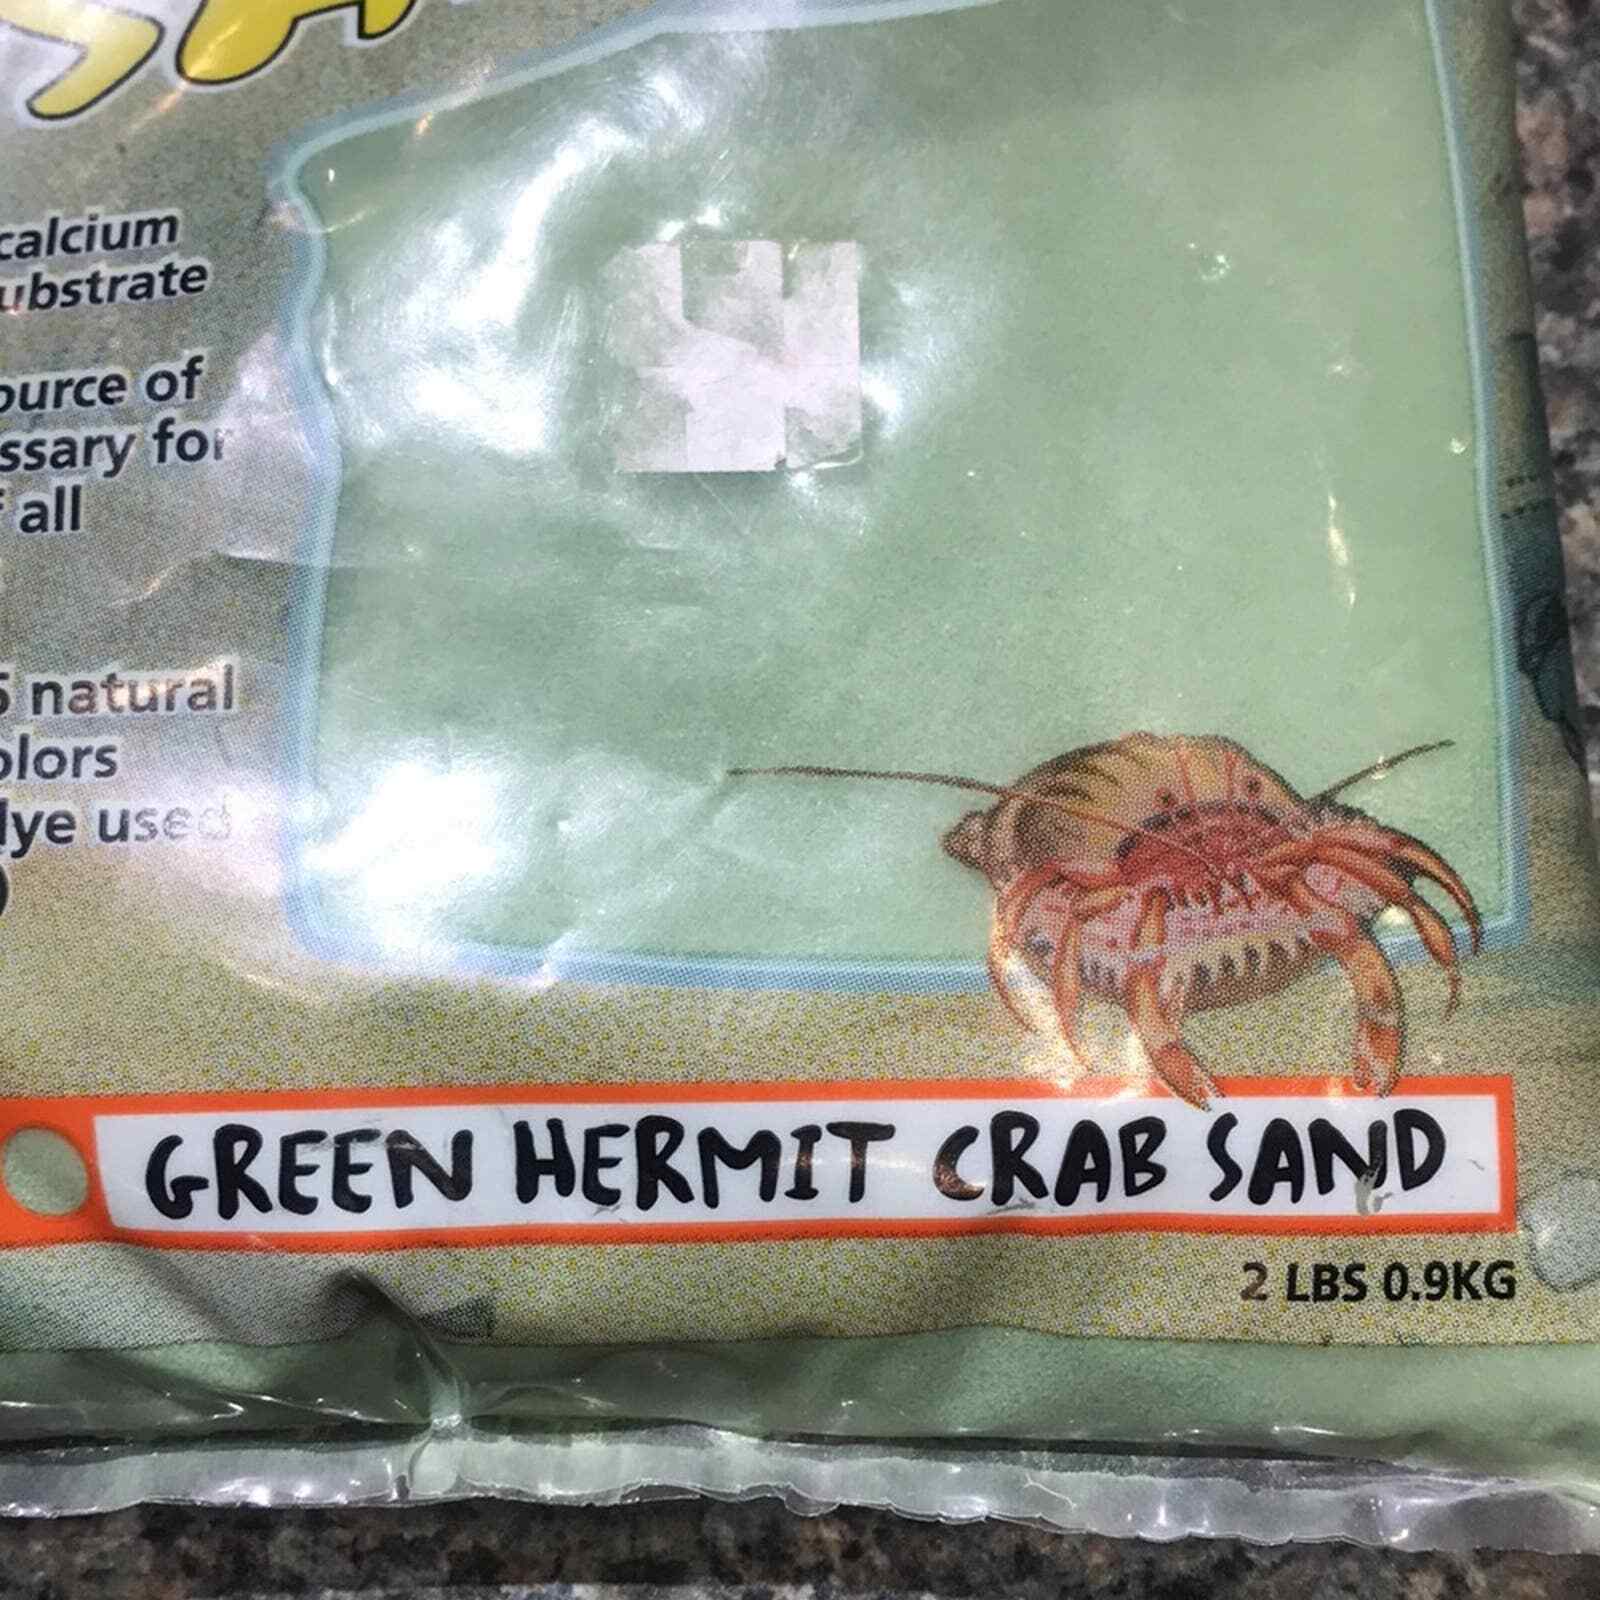 SA
calcium
ubstrate
ource of
ssary for
f all
5 natural
olors
dye used
GREEN HERMIT CRAB SAND
2 LBS 0.9KG